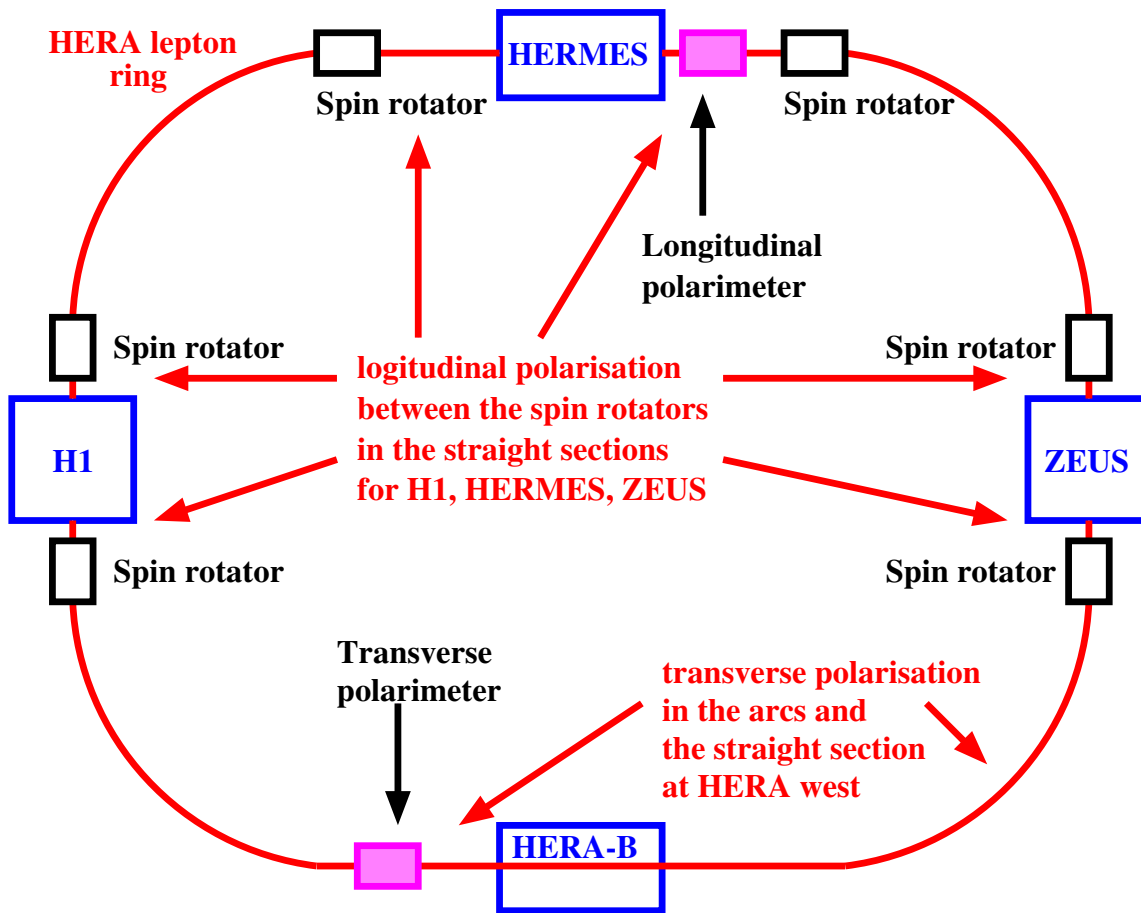 HERA lepton
ring
HERMES
Spin rotator
Spin rotator
Longitudinal
polarimeter
Spin rotator
Spin rotator
logitudinal polarisation
between the spin rotators
in the straight sections
for H1, HERMES, ZEUS
H1
ZEUS
Spin rotator
Spin rotator
Transverse
polarimeter
transverse polarisation
in the arcs and
the straight section
at HERA west
HERA-B